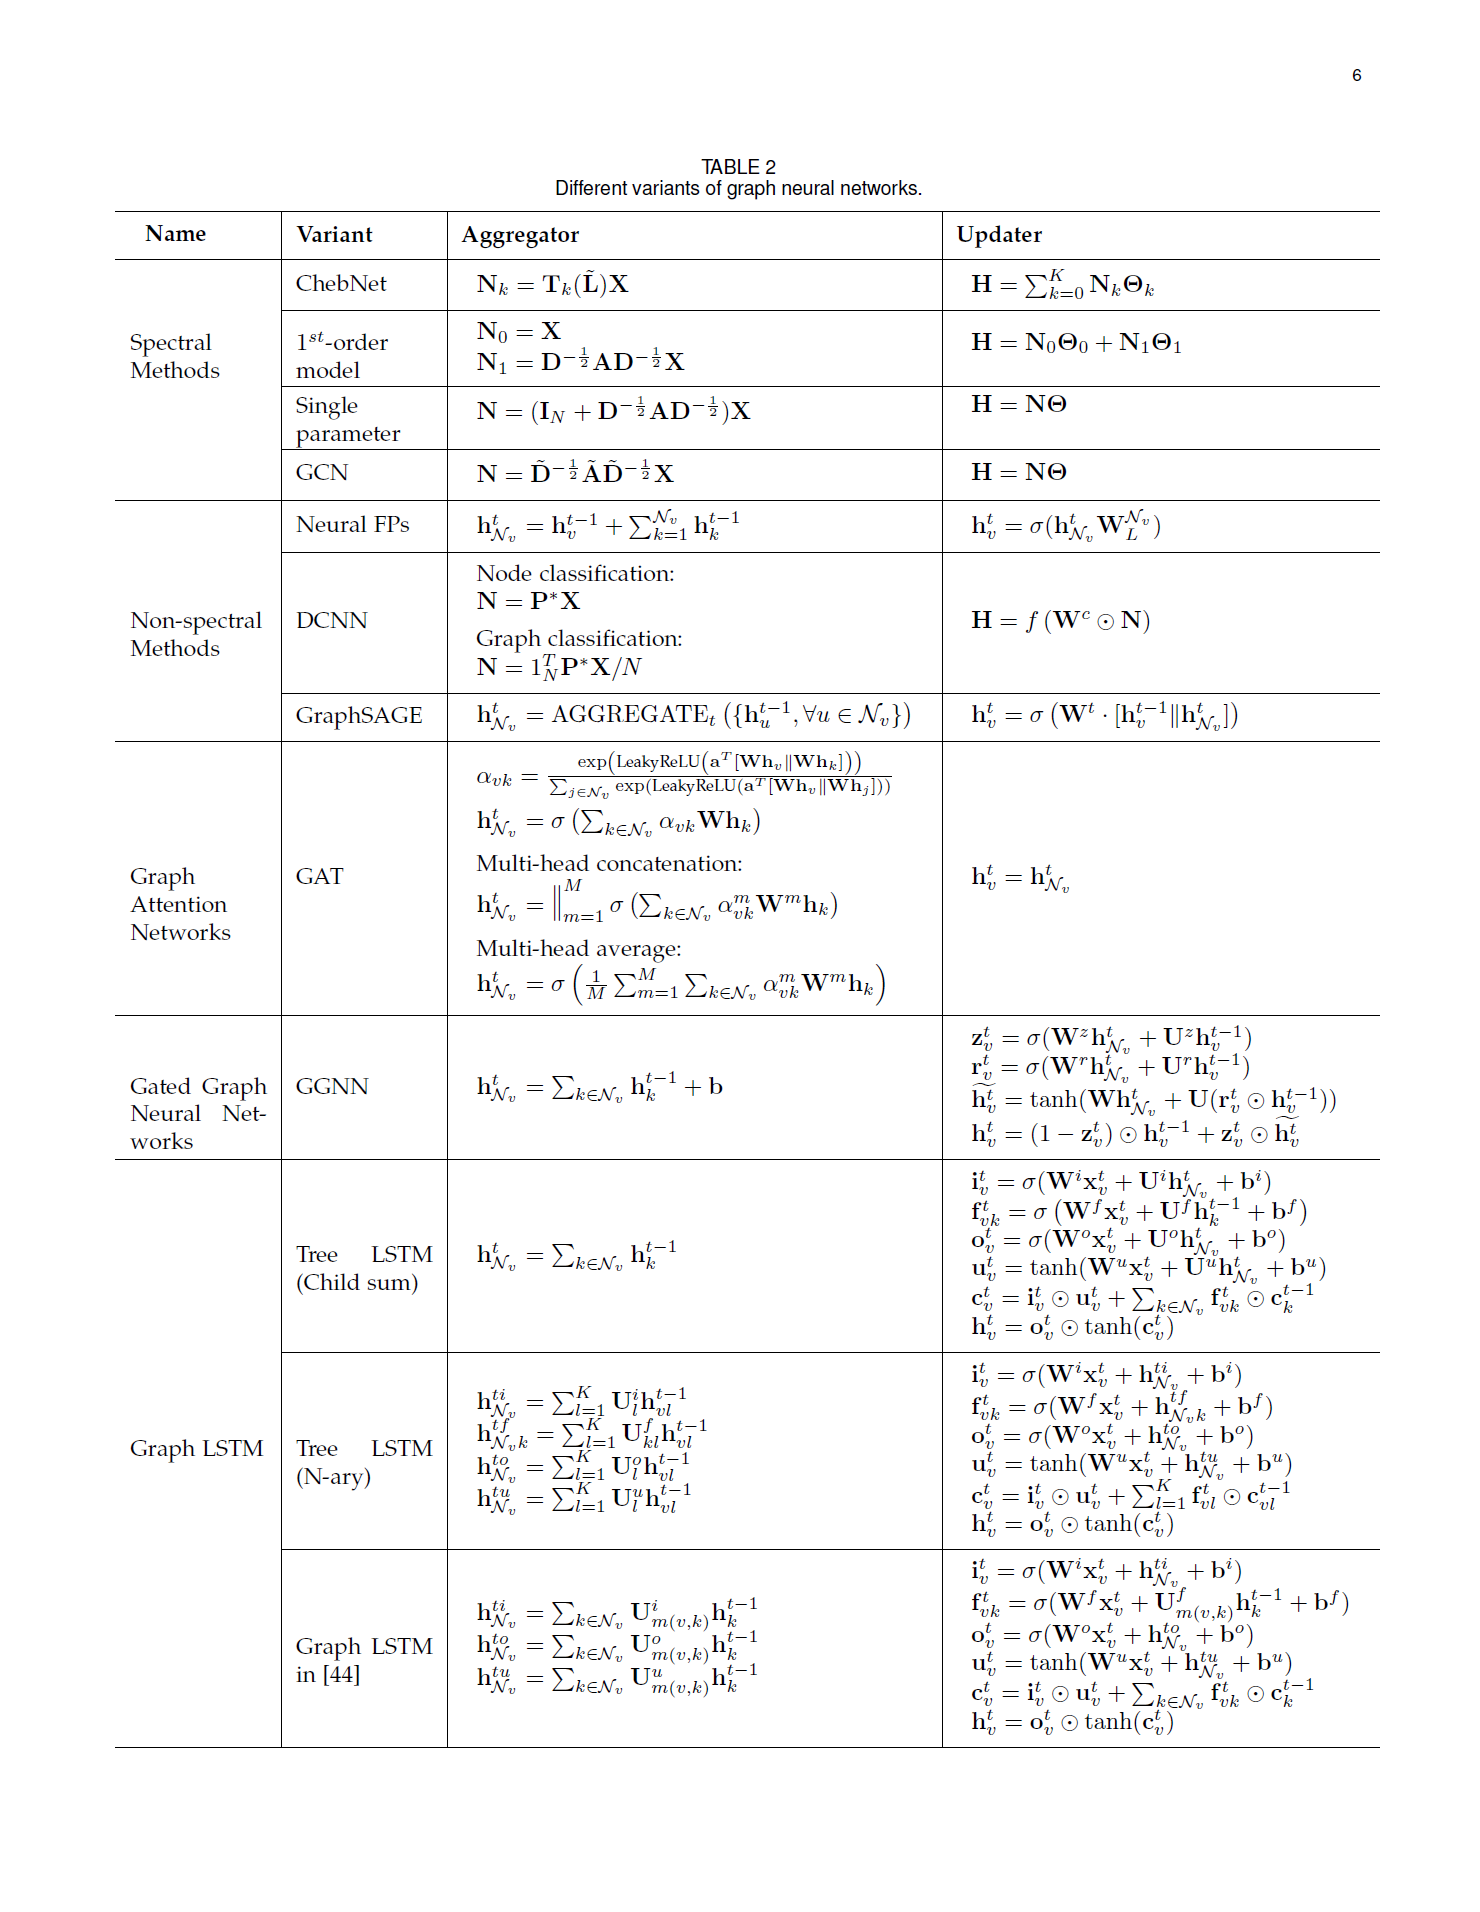 6
TABLE 2
Different variants of graph neural networks.
Name Variant Aggregator Updater
Spectral Methods
ChebNet $\mathbf{N}_k = \mathbf{T}_k(\tilde{\mathbf{L}})\mathbf{X}$ $\mathbf{H} = \sum_{k=0}^{K} \mathbf{N}_k \mathbf{\Theta}_k$
$1^{st}$-order model
$\mathbf{N}_0 = \mathbf{X}$
$\mathbf{N}_1 = \mathbf{D}^{-\frac{1}{2}}\mathbf{A}\mathbf{D}^{-\frac{1}{2}}\mathbf{X}$
$\mathbf{H} = \mathbf{N}_0\mathbf{\Theta}_0 + \mathbf{N}_1\mathbf{\Theta}_1$
Single parameter
$\mathbf{N} = (\mathbf{I}_N + \mathbf{D}^{-\frac{1}{2}}\mathbf{A}\mathbf{D}^{-\frac{1}{2}})\mathbf{X}$ $\mathbf{H} = \mathbf{N}\mathbf{\Theta}$
GCN $\mathbf{N} = \tilde{\mathbf{D}}^{-\frac{1}{2}}\tilde{\mathbf{A}}\tilde{\mathbf{D}}^{-\frac{1}{2}}\mathbf{X}$ $\mathbf{H} = \mathbf{N}\mathbf{\Theta}$
Non-spectral Methods
Neural FPs $\mathbf{h}_{\mathcal{N}_v}^t = \mathbf{h}_v^{t-1} + \sum_{k=1}^{\mathcal{N}_v} \mathbf{h}_k^{t-1}$ $\mathbf{h}_v^t = \sigma(\mathbf{h}_{\mathcal{N}_v}^t \mathbf{W}_L^{\mathcal{N}_v})$
DCNN
Node classification:
$\mathbf{N} = \mathbf{P}^*\mathbf{X}$
Graph classification:
$\mathbf{N} = 1_N^T \mathbf{P}^*\mathbf{X}/N$
$\mathbf{H} = f(\mathbf{W}^c \odot \mathbf{N})$
GraphSAGE $\mathbf{h}_{\mathcal{N}_v}^t = \text{AGGREGATE}_t(\{\mathbf{h}_u^{t-1}, \forall u \in \mathcal{N}_v\})$ $\mathbf{h}_v^t = \sigma(\mathbf{W}^t \cdot [\mathbf{h}_v^{t-1} \| \mathbf{h}_{\mathcal{N}_v}^t])$
Graph Attention Networks
GAT
$\alpha_{vk} = \frac{\exp(\text{LeakyReLU}(\mathbf{a}^T[\mathbf{W}\mathbf{h}_v \| \mathbf{W}\mathbf{h}_k]))}{\sum_{j \in \mathcal{N}_v} \exp(\text{LeakyReLU}(\mathbf{a}^T[\mathbf{W}\mathbf{h}_v \| \mathbf{W}\mathbf{h}_j]))}$
$\mathbf{h}_{\mathcal{N}_v}^t = \sigma(\sum_{k \in \mathcal{N}_v} \alpha_{vk}\mathbf{W}\mathbf{h}_k)$
Multi-head concatenation:
$\mathbf{h}_{\mathcal{N}_v}^t = \|_{m=1}^{M} \sigma(\sum_{k \in \mathcal{N}_v} \alpha_{vk}^m \mathbf{W}^m \mathbf{h}_k)$
Multi-head average:
$\mathbf{h}_{\mathcal{N}_v}^t = \sigma(\frac{1}{M}\sum_{m=1}^{M}\sum_{k \in \mathcal{N}_v} \alpha_{vk}^m \mathbf{W}^m \mathbf{h}_k)$
$\mathbf{h}_v^t = \mathbf{h}_{\mathcal{N}_v}^t$
Gated Graph
Neural Net-
works
GGNN $\mathbf{h}_{\mathcal{N}_v}^t = \sum_{k \in \mathcal{N}_v} \mathbf{h}_k^{t-1} + \mathbf{b}$
$\mathbf{z}_v^t = \sigma(\mathbf{W}^z\mathbf{h}_{\mathcal{N}_v}^t + \mathbf{U}^z\mathbf{h}_v^{t-1})$
$\mathbf{r}_v^t = \sigma(\mathbf{W}^r\mathbf{h}_{\mathcal{N}_v}^t + \mathbf{U}^r\mathbf{h}_v^{t-1})$
$\widetilde{\mathbf{h}_v^t} = \tanh(\mathbf{W}\mathbf{h}_{\mathcal{N}_v}^t + \mathbf{U}(\mathbf{r}_v^t \odot \mathbf{h}_v^{t-1}))$
$\mathbf{h}_v^t = (1 - \mathbf{z}_v^t) \odot \mathbf{h}_v^{t-1} + \mathbf{z}_v^t \odot \widetilde{\mathbf{h}_v^t}$
Graph LSTM
Tree LSTM
(Child sum)
$\mathbf{h}_{\mathcal{N}_v}^t = \sum_{k \in \mathcal{N}_v} \mathbf{h}_k^{t-1}$
$\mathbf{i}_v^t = \sigma(\mathbf{W}^i\mathbf{x}_v^t + \mathbf{U}^i\mathbf{h}_{\mathcal{N}_v}^t + \mathbf{b}^i)$
$\mathbf{f}_{vk}^t = \sigma(\mathbf{W}^f\mathbf{x}_v^t + \mathbf{U}^f\mathbf{h}_k^{t-1} + \mathbf{b}^f)$
$\mathbf{o}_v^t = \sigma(\mathbf{W}^o\mathbf{x}_v^t + \mathbf{U}^o\mathbf{h}_{\mathcal{N}_v}^t + \mathbf{b}^o)$
$\mathbf{u}_v^t = \tanh(\mathbf{W}^u\mathbf{x}_v^t + \mathbf{U}^u\mathbf{h}_{\mathcal{N}_v}^t + \mathbf{b}^u)$
$\mathbf{c}_v^t = \mathbf{i}_v^t \odot \mathbf{u}_v^t + \sum_{k \in \mathcal{N}_v} \mathbf{f}_{vk}^t \odot \mathbf{c}_k^{t-1}$
$\mathbf{h}_v^t = \mathbf{o}_v^t \odot \tanh(\mathbf{c}_v^t)$
Tree LSTM
(N-ary)
$\mathbf{h}_{\mathcal{N}_v}^{ti} = \sum_{l=1}^{K} \mathbf{U}_l^i \mathbf{h}_{vl}^{t-1}$
$\mathbf{h}_{\mathcal{N}_v k}^{tf} = \sum_{l=1}^{K} \mathbf{U}_{kl}^f \mathbf{h}_{vl}^{t-1}$
$\mathbf{h}_{\mathcal{N}_v}^{to} = \sum_{l=1}^{K} \mathbf{U}_l^o \mathbf{h}_{vl}^{t-1}$
$\mathbf{h}_{\mathcal{N}_v}^{tu} = \sum_{l=1}^{K} \mathbf{U}_l^u \mathbf{h}_{vl}^{t-1}$
$\mathbf{i}_v^t = \sigma(\mathbf{W}^i\mathbf{x}_v^t + \mathbf{h}_{\mathcal{N}_v}^{ti} + \mathbf{b}^i)$
$\mathbf{f}_{vk}^t = \sigma(\mathbf{W}^f\mathbf{x}_v^t + \mathbf{h}_{\mathcal{N}_v k}^{tf} + \mathbf{b}^f)$
$\mathbf{o}_v^t = \sigma(\mathbf{W}^o\mathbf{x}_v^t + \mathbf{h}_{\mathcal{N}_v}^{to} + \mathbf{b}^o)$
$\mathbf{u}_v^t = \tanh(\mathbf{W}^u\mathbf{x}_v^t + \mathbf{h}_{\mathcal{N}_v}^{tu} + \mathbf{b}^u)$
$\mathbf{c}_v^t = \mathbf{i}_v^t \odot \mathbf{u}_v^t + \sum_{l=1}^{K} \mathbf{f}_{vl}^t \odot \mathbf{c}_{vl}^{t-1}$
$\mathbf{h}_v^t = \mathbf{o}_v^t \odot \tanh(\mathbf{c}_v^t)$
Graph LSTM
in [44]
$\mathbf{h}_{\mathcal{N}_v}^{ti} = \sum_{k \in \mathcal{N}_v} \mathbf{U}_{m(v,k)}^i \mathbf{h}_k^{t-1}$
$\mathbf{h}_{\mathcal{N}_v}^{to} = \sum_{k \in \mathcal{N}_v} \mathbf{U}_{m(v,k)}^o \mathbf{h}_k^{t-1}$
$\mathbf{h}_{\mathcal{N}_v}^{tu} = \sum_{k \in \mathcal{N}_v} \mathbf{U}_{m(v,k)}^u \mathbf{h}_k^{t-1}$
$\mathbf{i}_v^t = \sigma(\mathbf{W}^i\mathbf{x}_v^t + \mathbf{h}_{\mathcal{N}_v}^{ti} + \mathbf{b}^i)$
$\mathbf{f}_{vk}^t = \sigma(\mathbf{W}^f\mathbf{x}_v^t + \mathbf{U}_{m(v,k)}^f \mathbf{h}_k^{t-1} + \mathbf{b}^f)$
$\mathbf{o}_v^t = \sigma(\mathbf{W}^o\mathbf{x}_v^t + \mathbf{h}_{\mathcal{N}_v}^{to} + \mathbf{b}^o)$
$\mathbf{u}_v^t = \tanh(\mathbf{W}^u\mathbf{x}_v^t + \mathbf{h}_{\mathcal{N}_v}^{tu} + \mathbf{b}^u)$
$\mathbf{c}_v^t = \mathbf{i}_v^t \odot \mathbf{u}_v^t + \sum_{k \in \mathcal{N}_v} \mathbf{f}_{vk}^t \odot \mathbf{c}_k^{t-1}$
$\mathbf{h}_v^t = \mathbf{o}_v^t \odot \tanh(\mathbf{c}_v^t)$